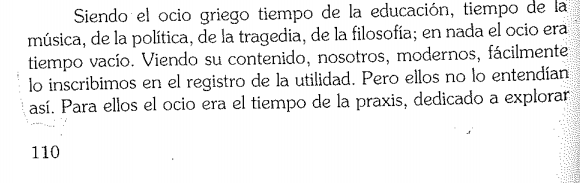 Siendo el ocio griego tiempo de la educación, tiempo de la
música, de la política, de la tragedia, de la filosofía; en nada el ocio era
tiempo vacío. Viendo su contenido, nosotros, modernos, fácilmente
lo inscribimos en el registro de la utilidad. Pero ellos no lo entendían
así. Para ellos el ocio era el tiempo de la praxis, dedicado a explorar
110